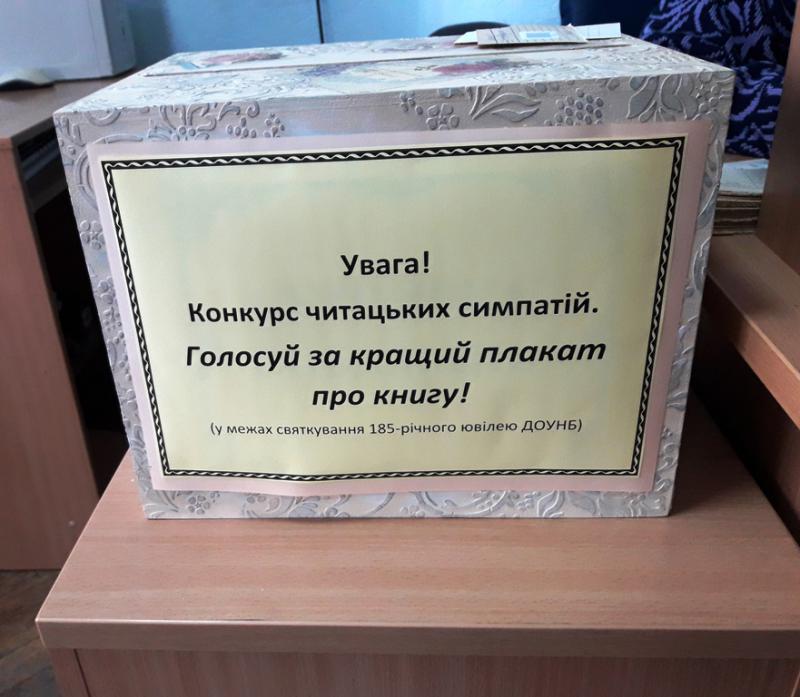 Увага!
Конкурс читацьких симпатій.
Голосуй за кращий плакат
про книгу!
(у межах святкування 185-річного ювілею ДОУНБ)